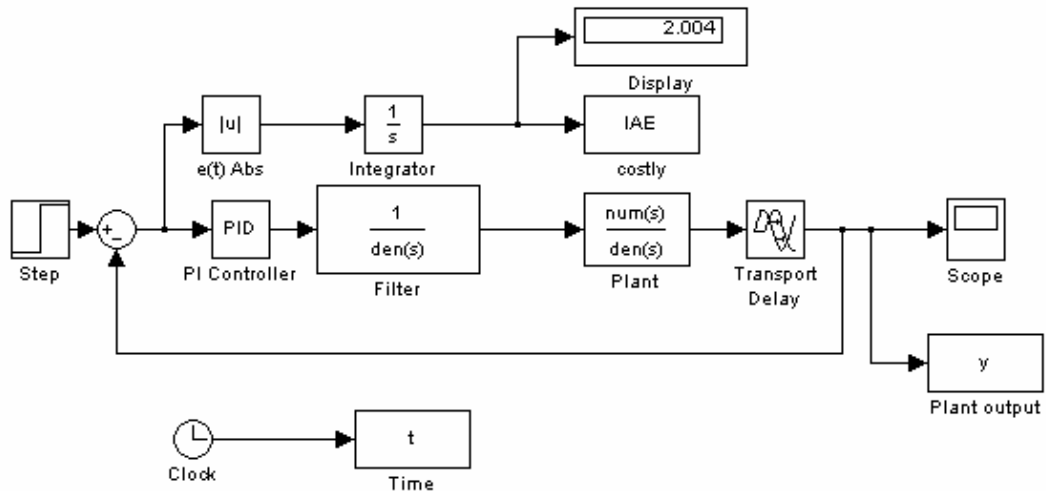 2.004
Display
|u|
e(t) Abs
1
s
Integrator
IAE
costly
Step
+
−
PID
PI Controller
1
den(s)
Filter
num(s)
den(s)
Plant
Transport
Delay
Scope
y
Plant output
Clock
t
Time